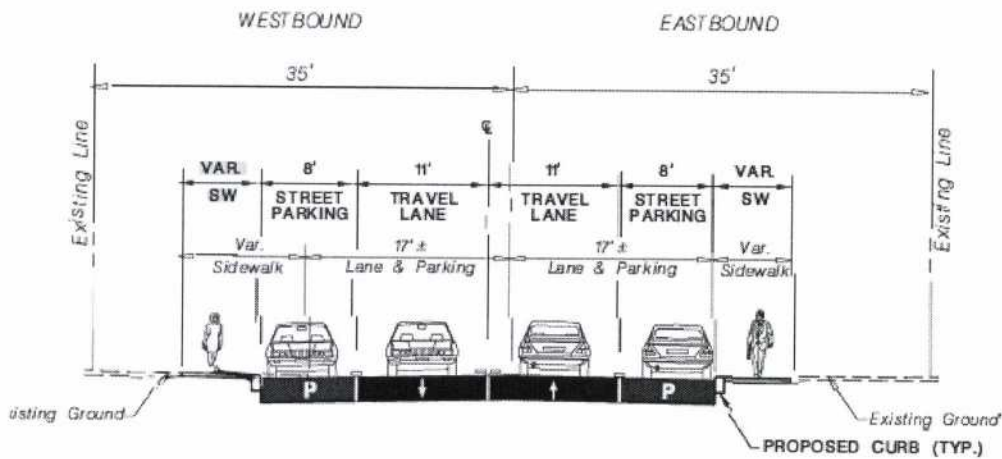 WESTBOUND
EASTBOUND
35'
35'
Existing Line
Existing Line
℄
VAR.
8'
11'
11'
8'
VAR.
SW
STREET
PARKING
TRAVEL
LANE
TRAVEL
LANE
STREET
PARKING
SW
Var.
Sidewalk
17' ±
Lane & Parking
17' ±
Lane & Parking
Var.
Sidewalk
P
P
isting Ground
Existing Ground
PROPOSED CURB (TYP.)